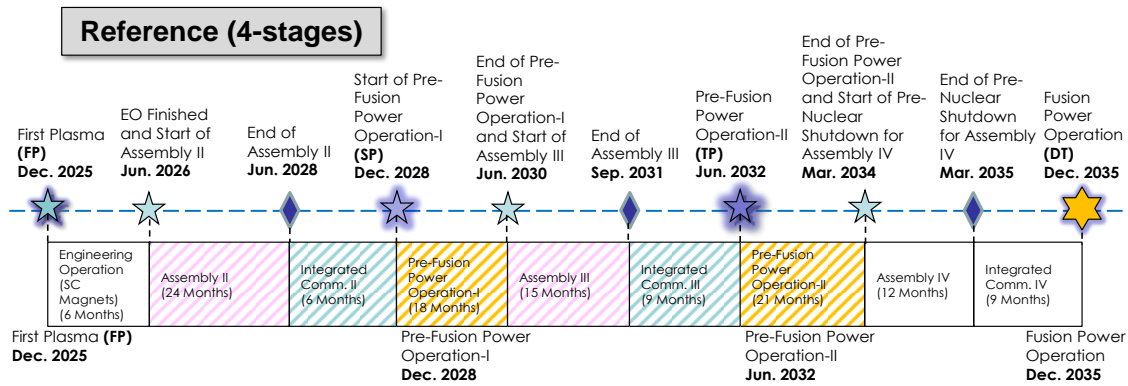 Reference (4-stages)
First Plasma
(FP)
Dec. 2025
EO Finished
and Start of
Assembly II
Jun. 2026
End of
Assembly II
Jun. 2028
Start of Pre-
Fusion
Power
Operation-I
(SP)
Dec. 2028
End of Pre-
Fusion
Power
Operation-I
and Start of
Assembly III
Jun. 2030
End of
Assembly III
Sep. 2031
Pre-Fusion
Power
Operation-II
(TP)
Jun. 2032
End of Pre-
Fusion Power
Operation-II
and Start of Pre-
Nuclear
Shutdown for
Assembly IV
Mar. 2034
End of Pre-
Nuclear
Shutdown
for Assembly
IV
Mar. 2035
Fusion
Power
Operation
(DT)
Dec. 2035
Engineering
Operation
(SC
Magnets)
(6 Months)
Assembly II
(24 Months)
Integrated
Comm. II
(6 Months)
Pre-Fusion
Power
Operation-I
(18 Months)
Assembly III
(15 Months)
Integrated
Comm. III
(9 Months)
Pre-Fusion
Power
Operation-II
(21 Months)
Assembly IV
(12 Months)
Integrated
Comm. IV
(9 Months)
First Plasma (FP)
Dec. 2025
Pre-Fusion Power
Operation-I
Dec. 2028
Pre-Fusion Power
Operation-II
Jun. 2032
Fusion Power
Operation
Dec. 2035